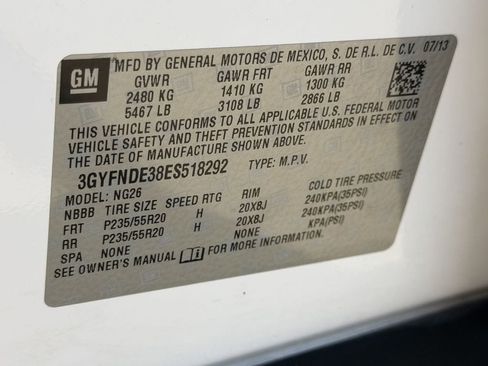 GM
MFD BY GENERAL MOTORS DE MEXICO, S. DE R.L. DE C.V. 07/13
GVWR GAWR FRT GAWR RR
2480 KG 1410 KG 1300 KG
5467 LB 3108 LB 2866 LB
THIS VEHICLE CONFORMS TO ALL APPLICABLE U.S. FEDERAL MOTOR
VEHICLE SAFETY AND THEFT PREVENTION STANDARDS IN EFFECT ON
THE DATE OF MANUFACTURE SHOWN ABOVE.
3GYFNDE38ES518292 TYPE: M.P.V.
MODEL: NG26
NBBB TIRE SIZE SPEED RTG RIM COLD TIRE PRESSURE
FRT P235/55R20 H 20X8J 240KPA(35PSI)
RR P235/55R20 H 20X8J 240KPA(35PSI)
SPA NONE NONE KPA(PSI)
SEE OWNER'S MANUAL